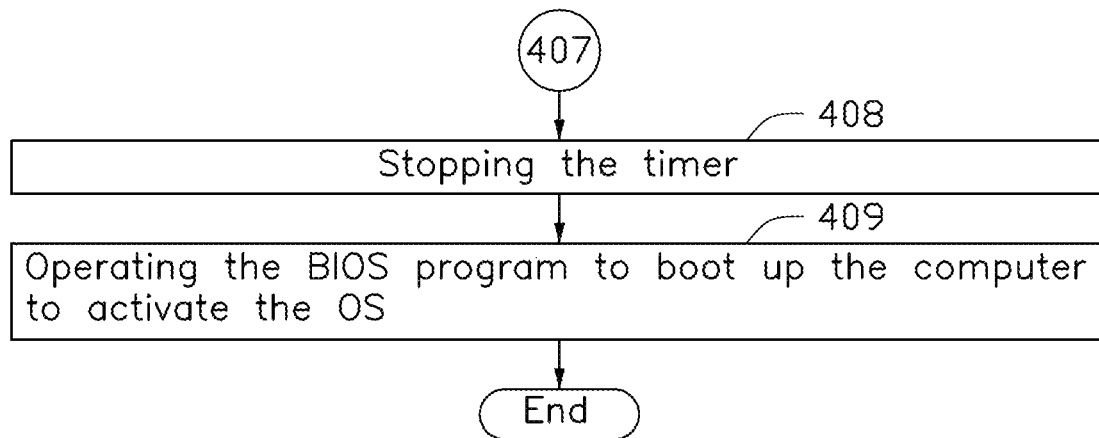 407
408
Stopping the timer
409
Operating the BIOS program to boot up the computer
to activate the OS
End